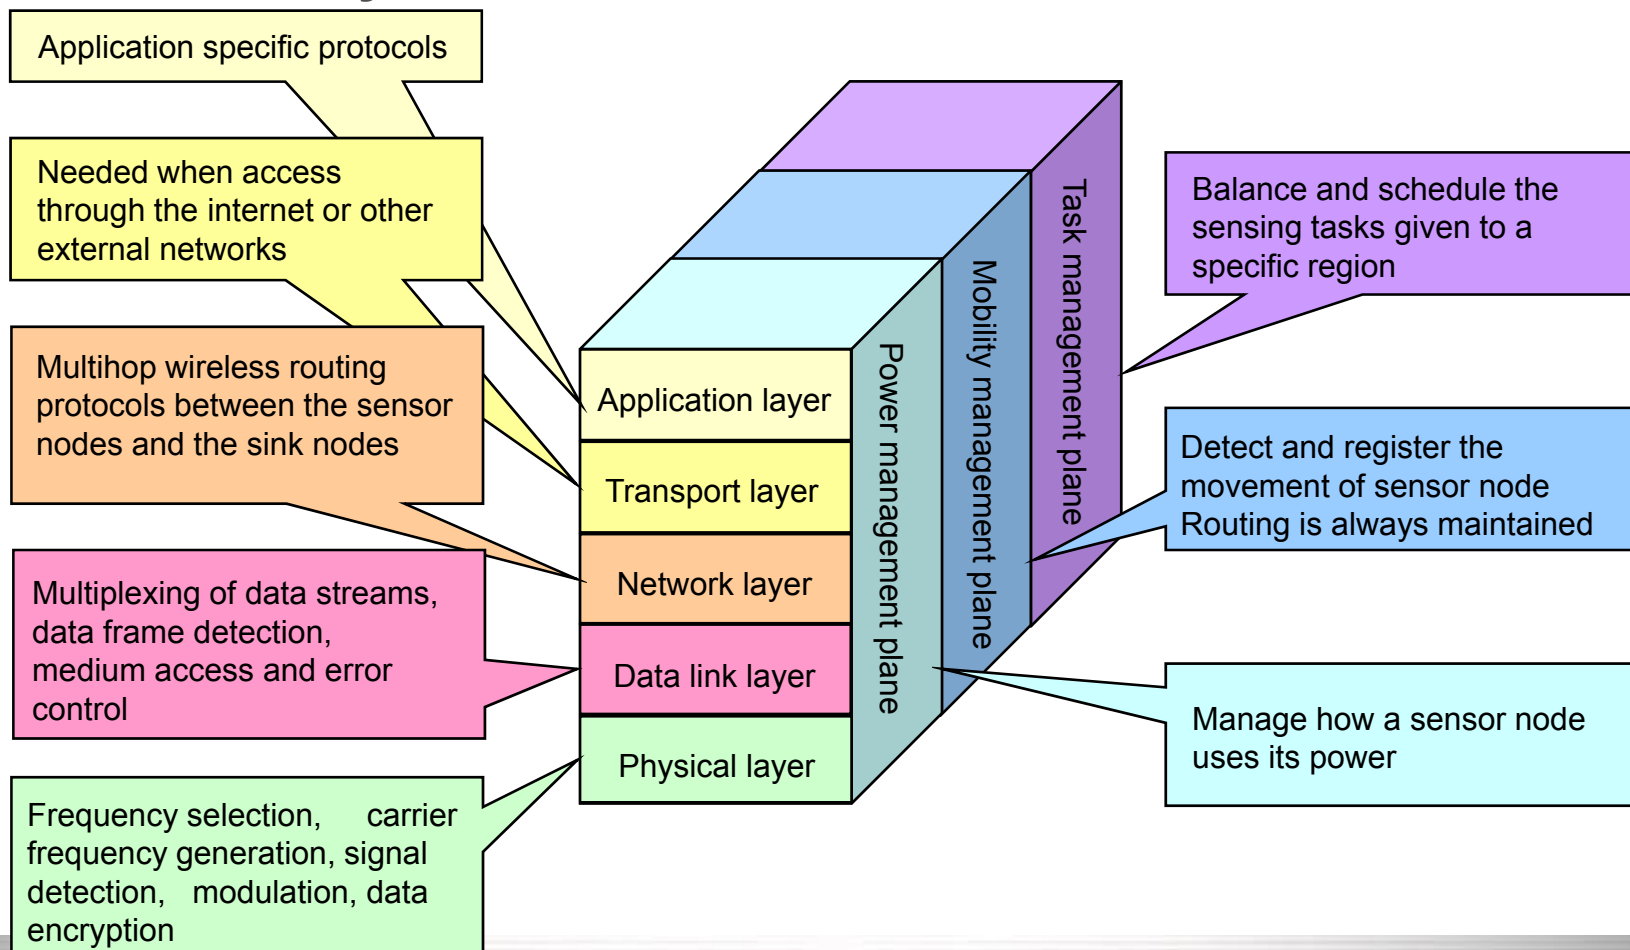 Application specific protocols
Needed when access
through the internet or other
external networks
Multihop wireless routing
protocols between the sensor
nodes and the sink nodes
Multiplexing of data streams,
data frame detection,
medium access and error
control
Frequency selection, carrier
frequency generation, signal
detection, modulation, data
encryption
Application layer
Transport layer
Network layer
Data link layer
Physical layer
Power management plane
Mobility management plane
Task management plane
Balance and schedule the
sensing tasks given to a
specific region
Detect and register the
movement of sensor node
Routing is always maintained
Manage how a sensor node
uses its power